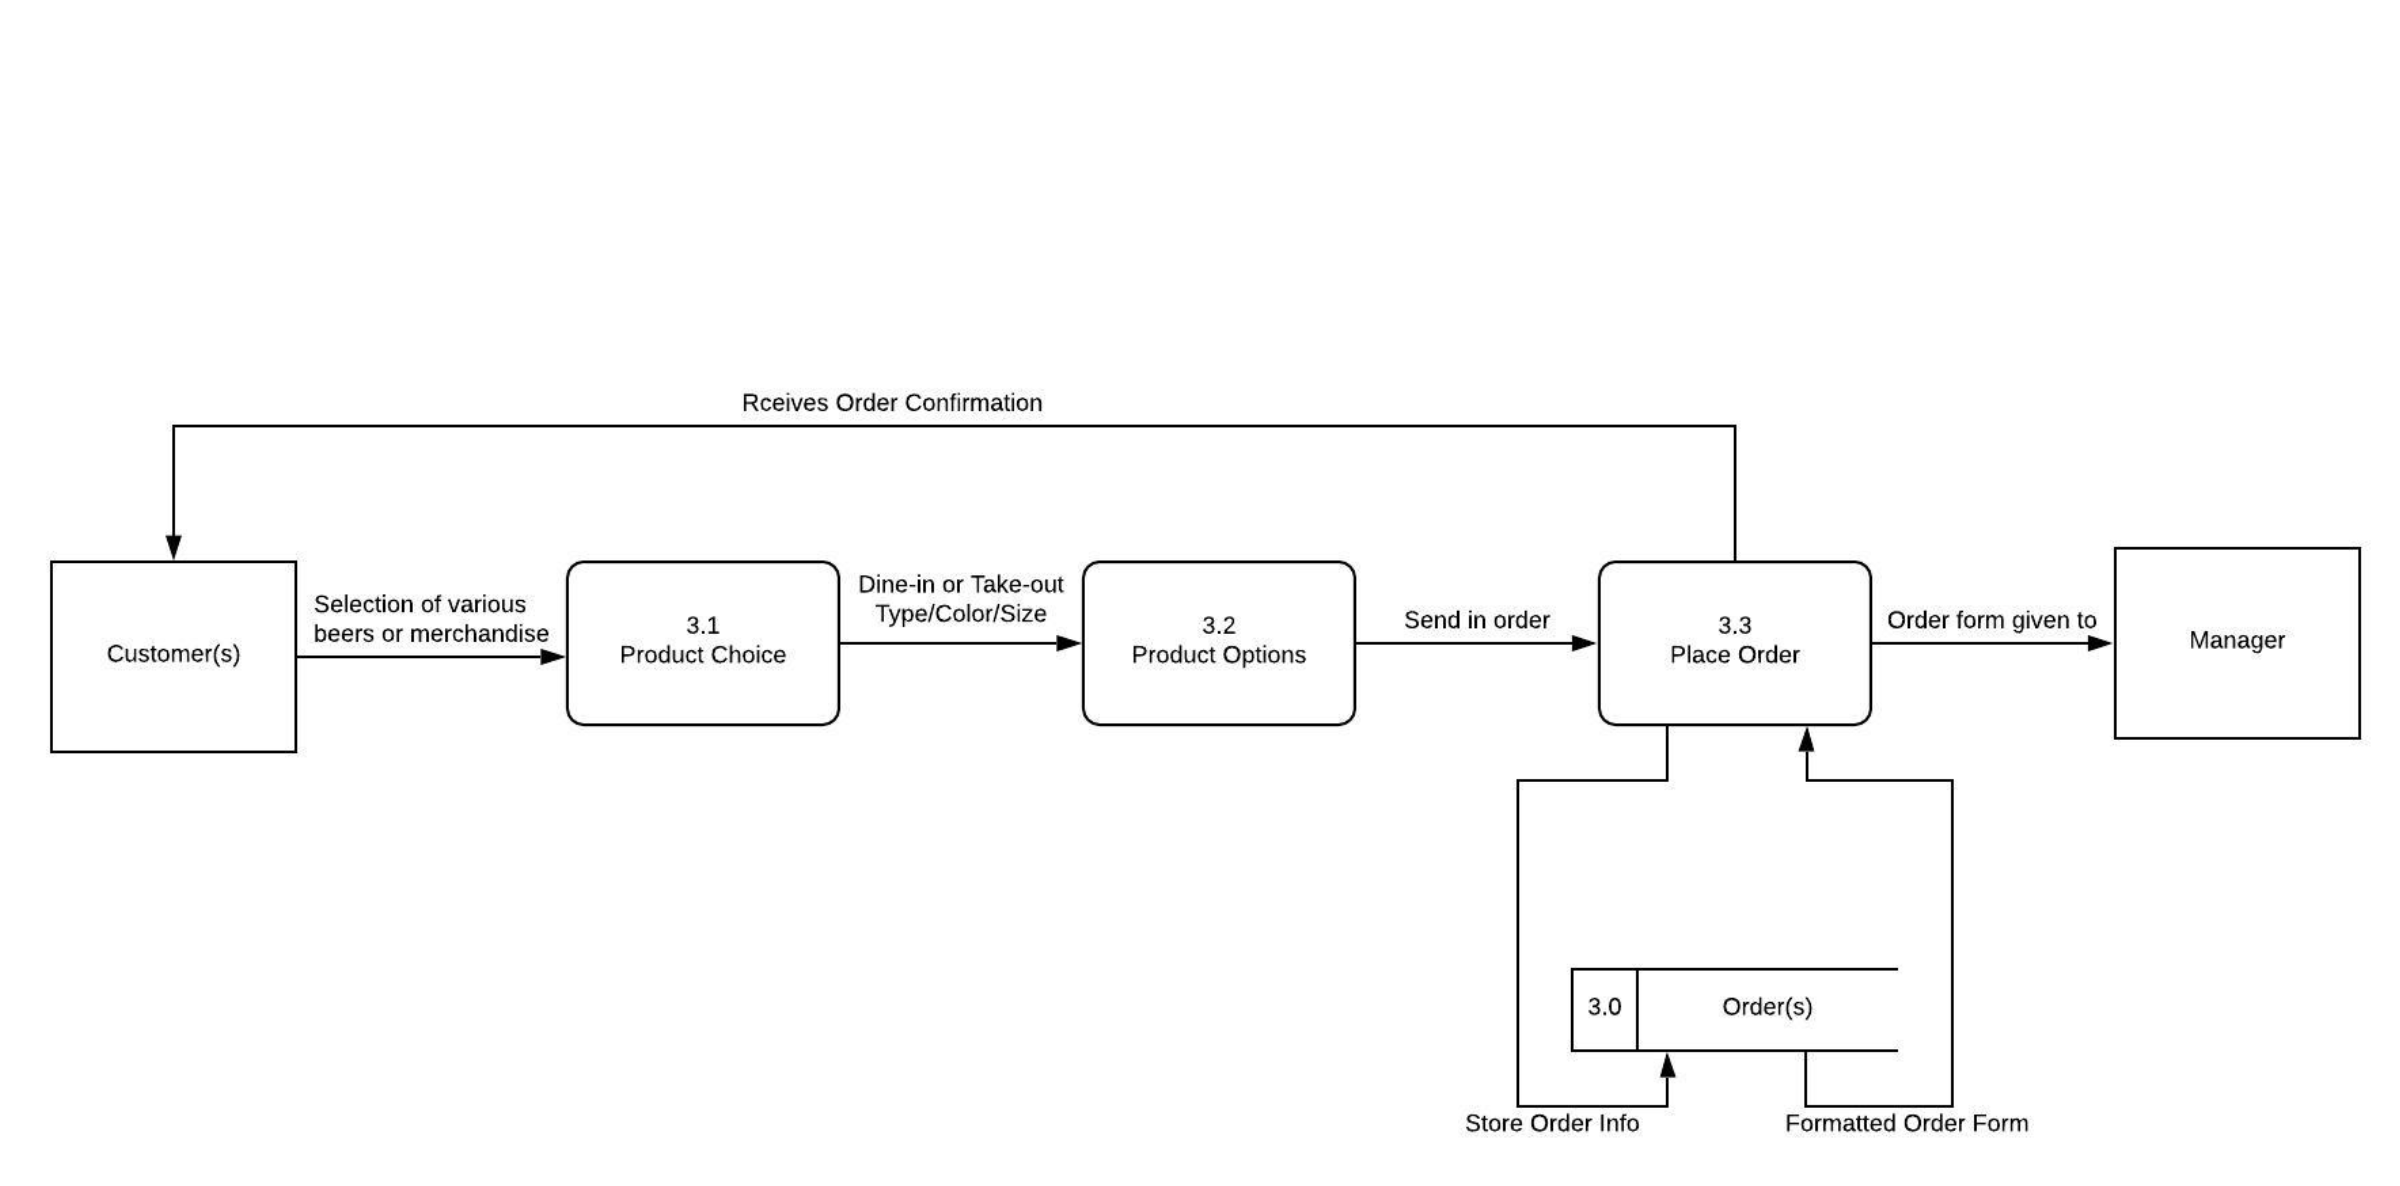 Rceives Order Confirmation
Customer(s)
Selection of various
beers or merchandise
3.1
Product Choice
Dine-in or Take-out
Type/Color/Size
3.2
Product Options
Send in order
3.3
Place Order
Order form given to
Manager
3.0
Order(s)
Store Order Info
Formatted Order Form